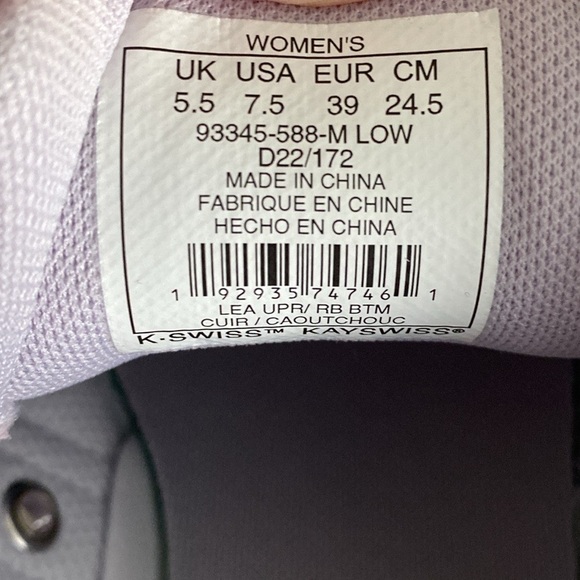 WOMEN'S
UK USA EUR CM
5.5 7.5 39 24.5
93345-588-M LOW
D22/172
MADE IN CHINA
FABRIQUE EN CHINE
HECHO EN CHINA
1 92935 74746 1
LEA UPR/ RB BTM
CUIR / CAOUTCHOUC
K-SWISS™ KAYSWISS®